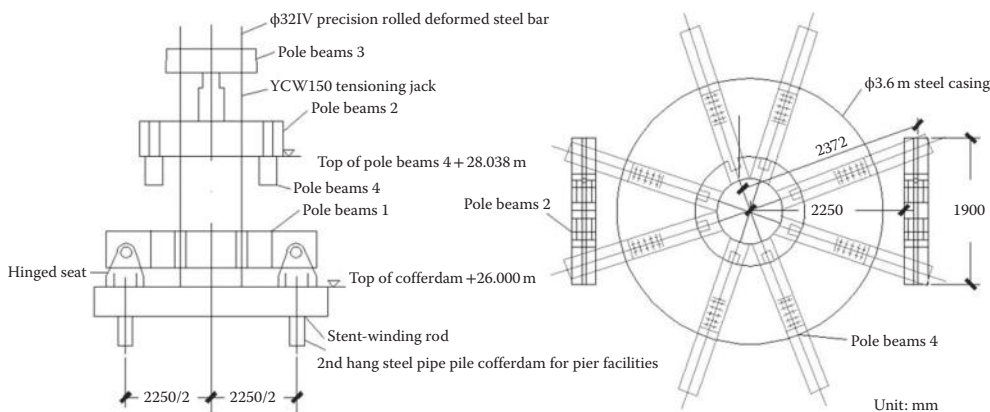 ϕ32IV precision rolled deformed steel bar
Pole beams 3
YCW150 tensioning jack
Pole beams 2
Top of pole beams 4 + 28.038 m
Pole beams 4
Pole beams 1
Hinged seat
Top of cofferdam +26.000 m
Stent-winding rod
2nd hang steel pipe pile cofferdam for pier facilities
2250/2
2250/2
ϕ3.6 m steel casing
2372
Pole beams 2
2250
1900
Pole beams 4
Unit: mm